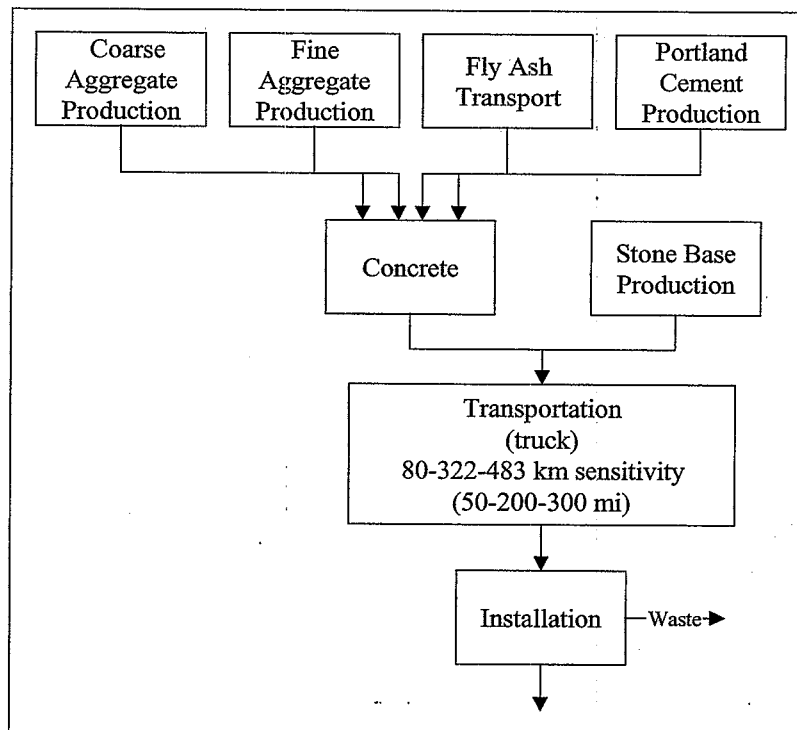 Coarse
Aggregate
Production
Fine
Aggregate
Production
Fly Ash
Transport
Portland
Cement
Production
Concrete
Stone Base
Production
Transportation
(truck)
80-322-483 km sensitivity
(50-200-300 mi)
Installation
Waste